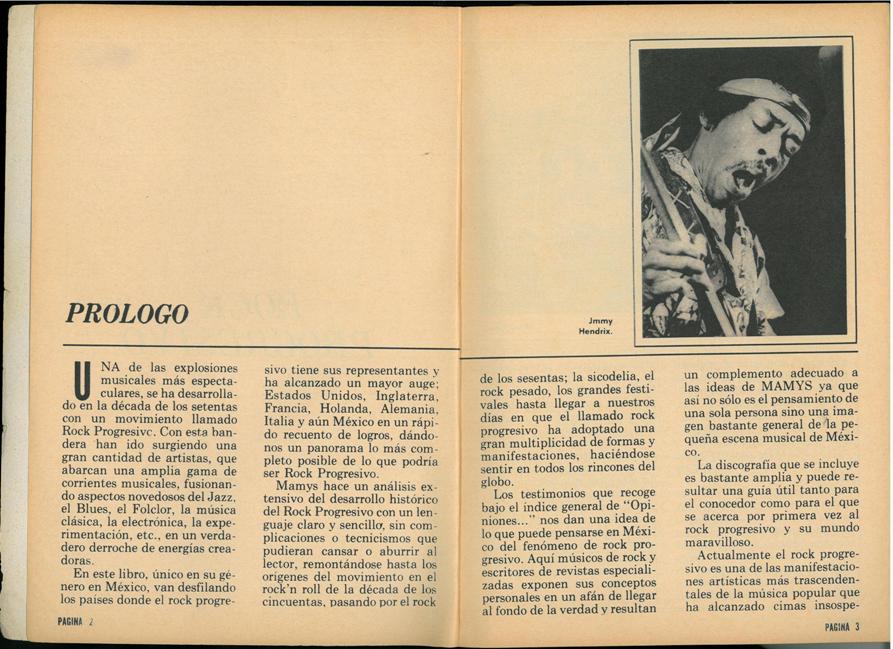 PROLOGO
UNA de las explosiones
musicales más especta-
culares, se ha desarrolla-
do en la década de los setentas
con un movimiento llamado
Rock Progresivc. Con esta ban-
dera han ido surgiendo una
gran cantidad de artistas, que
abarcan una amplia gama de
corrientes musicales, fusionan-
do aspectos novedosos del Jazz,
el Blues, el Folclor, la música
clásica, la electrónica, la expe-
rimentación, etc., en un verda-
dero derroche de energías crea-
doras.
En este libro, único en su gé-
nero en México, van desfilando
los países donde el rock progre-
sivo tiene sus representantes y
ha alcanzado un mayor auge;
Estados Unidos, Inglaterra,
Francia, Holanda, Alemania,
Italia y aún México en un rápi-
do recuento de logros, dándo-
nos un panorama lo más com-
pleto posible de lo que podría
ser Rock Progresivo.
Mamys hace un análisis ex-
tensivo del desarrollo histórico
del Rock Progresivo con un len-
guaje claro y sencillo, sin com-
plicaciones o tecnicismos que
pudieran cansar o aburrir al
lector, remontándose hasta los
orígenes del movimiento en el
rock'n roll de la década de los
cincuentas, pasando por el rock
PAGINA 2
Jmmy
Hendrix.
de los sesentas; la sicodelia, el
rock pesado, los grandes festi-
vales hasta llegar a nuestros
días en que el llamado rock
progresivo ha adoptado una
gran multiplicidad de formas y
manifestaciones, haciéndose
sentir en todos los rincones del
globo.
Los testimonios que recoge
bajo el índice general de "Opi-
niones..." nos dan una idea de
lo que puede pensarse en Méxi-
co del fenómeno de rock pro-
gresivo. Aquí músicos de rock y
escritores de revistas especiali-
zadas exponen sus conceptos
personales en un afán de llegar
al fondo de la verdad y resultan
un complemento adecuado a
las ideas de MAMYS ya que
asi no sólo es el pensamiento de
una sola persona sino una ima-
gen bastante general de la pe-
queña escena musical de Méxi-
co.
La discografía que se incluye
es bastante amplia y puede re-
sultar una guía útil tanto para
el conocedor como para el que
se acerca por primera vez al
rock progresivo y su mundo
maravilloso.
Actualmente el rock progre-
sivo es una de las manifestacio-
nes artísticas más trascenden-
tales de la música popular que
ha alcanzado cimas insospe-
PAGINA 3